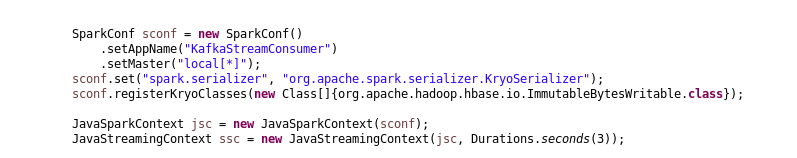 SparkConf sconf = new SparkConf()
.setAppName("KafkaStreamConsumer")
.setMaster("local[*]");
sconf.set("spark.serializer", "org.apache.spark.serializer.KryoSerializer");
sconf.registerKryoClasses(new Class[]{org.apache.hadoop.hbase.io.ImmutableBytesWritable.class});
JavaSparkContext jsc = new JavaSparkContext(sconf);
JavaStreamingContext ssc = new JavaStreamingContext(jsc, Durations.seconds(3));